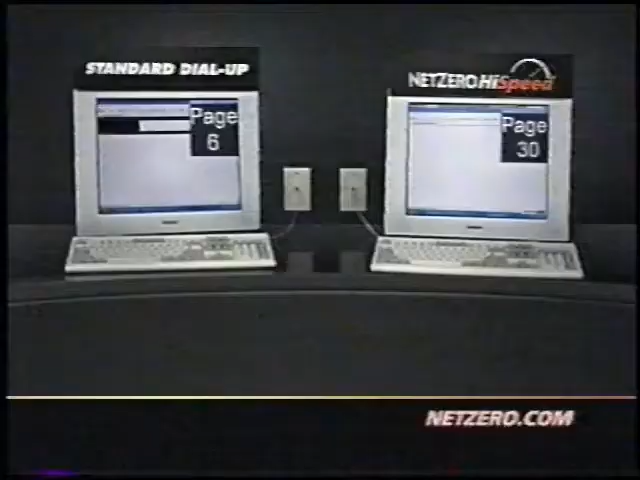 STANDARD DIAL-UP
NETZERO HiSpeed
Page
6
Page
30
NETZERO.COM